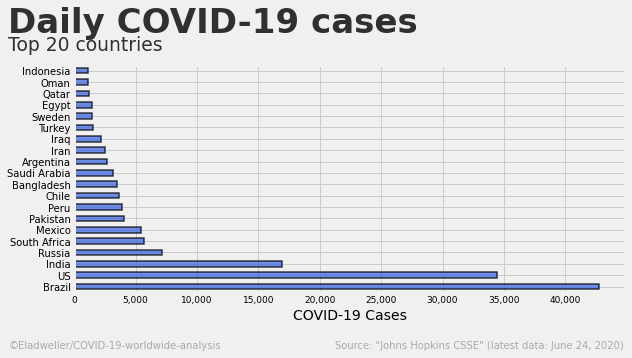 Daily COVID-19 cases
Top 20 countries
Indonesia
Oman
Qatar
Egypt
Sweden
Turkey
Iraq
Iran
Argentina
Saudi Arabia
Bangladesh
Chile
Peru
Pakistan
Mexico
South Africa
Russia
India
US
Brazil
0 5,000 10,000 15,000 20,000 25,000 30,000 35,000 40,000
COVID-19 Cases
©Eladweller/COVID-19-worldwide-analysis Source: "Johns Hopkins CSSE" (latest data: June 24, 2020)